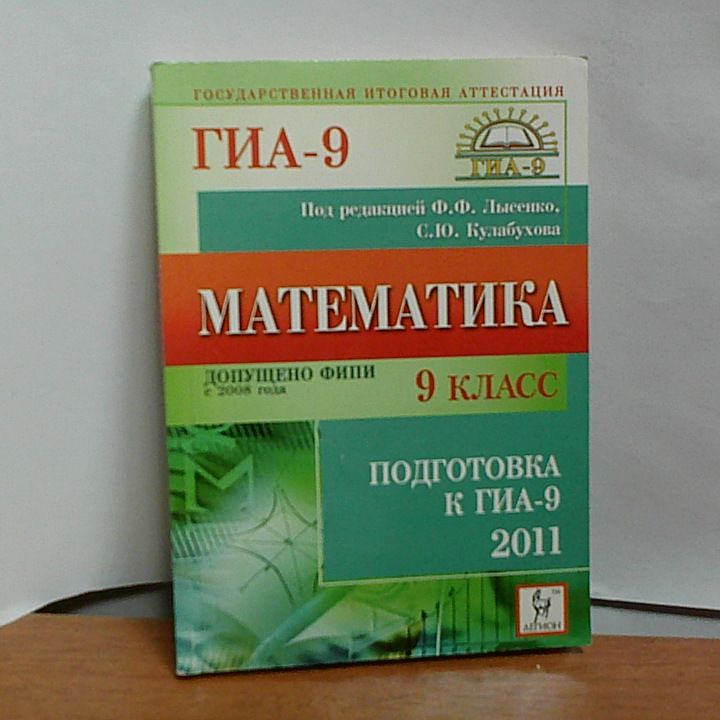 ГОСУДАРСТВЕННАЯ ИТОГОВАЯ АТТЕСТАЦИЯ
ГИА-9
ГИА-9
Под редакцией Ф.Ф. Лысенко,
С.Ю. Кулабухова
МАТЕМАТИКА
ДОПУЩЕНО ФИПИ
с 2008 года
9 КЛАСС
ПОДГОТОВКА
К ГИА-9
2011
М
TM
ЛЕГИОН